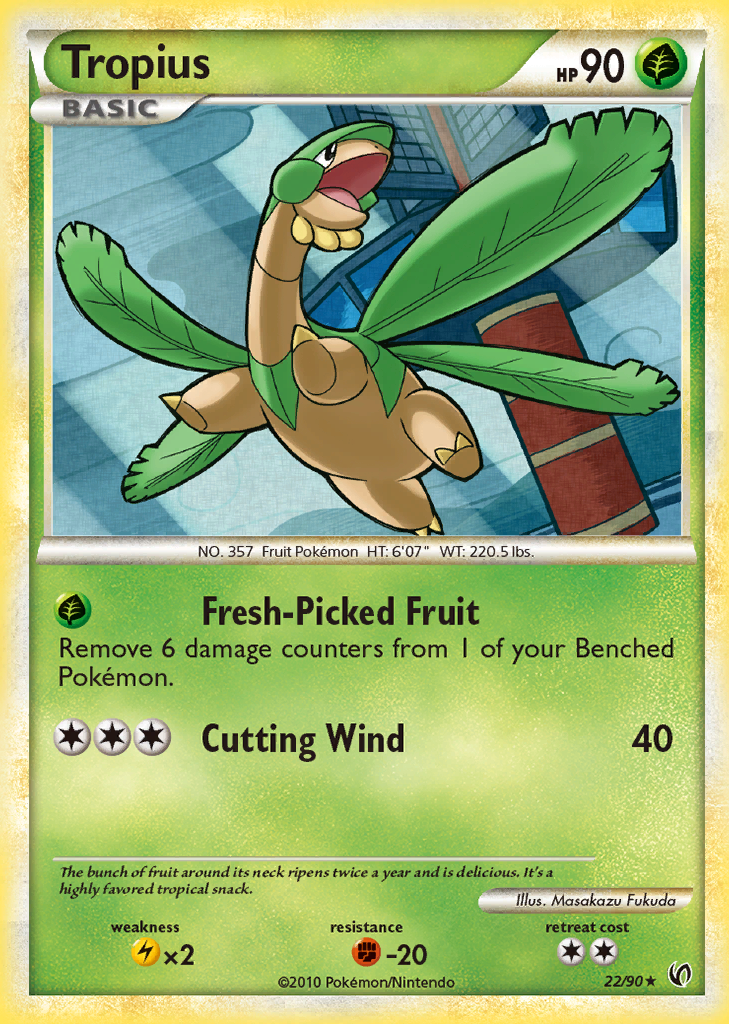 Tropius
HP 90
BASIC
NO. 357 Fruit Pokémon HT: 6'07" WT: 220.5 lbs.
Fresh-Picked Fruit
Remove 6 damage counters from 1 of your Benched
Pokémon.
Cutting Wind 40
The bunch of fruit around its neck ripens twice a year and is delicious. It's a
highly favored tropical snack.
Illus. Masakazu Fukuda
weakness resistance retreat cost
×2 -20
©2010 Pokémon/Nintendo 22/90★